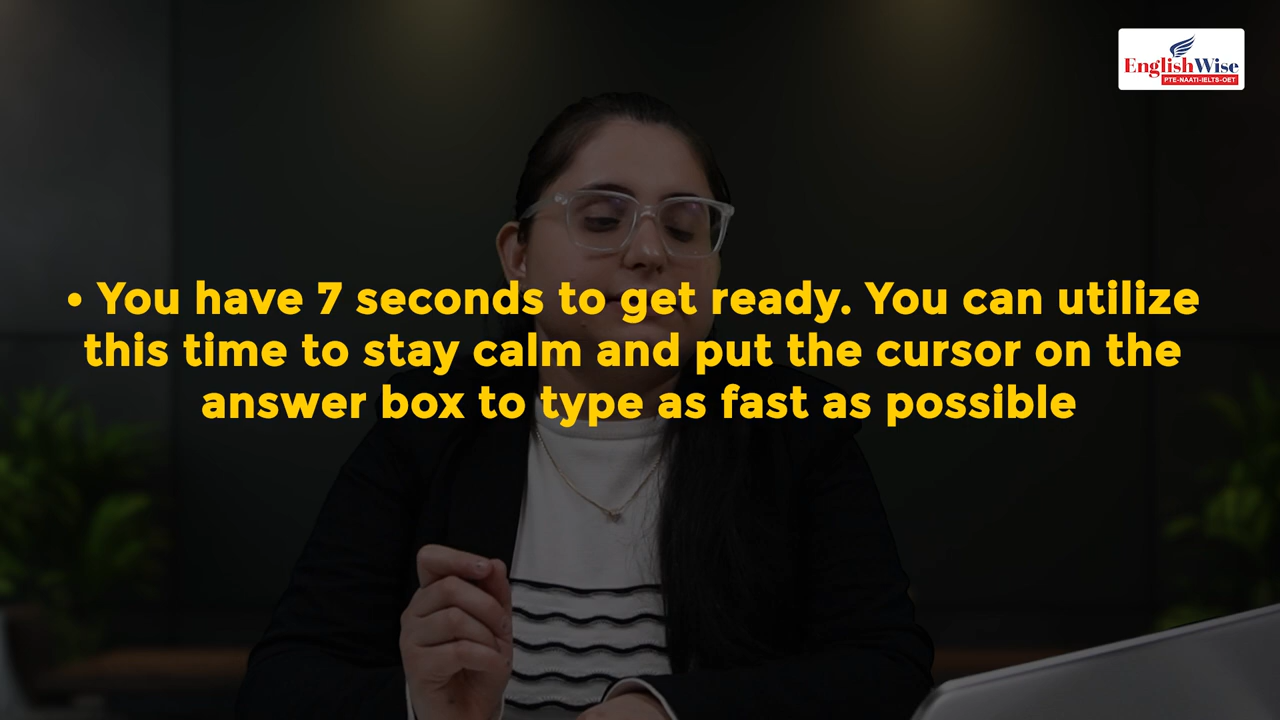 EnglishWise
PTE-NAATI-IELTS-OET
• You have 7 seconds to get ready. You can utilize
this time to stay calm and put the cursor on the
answer box to type as fast as possible